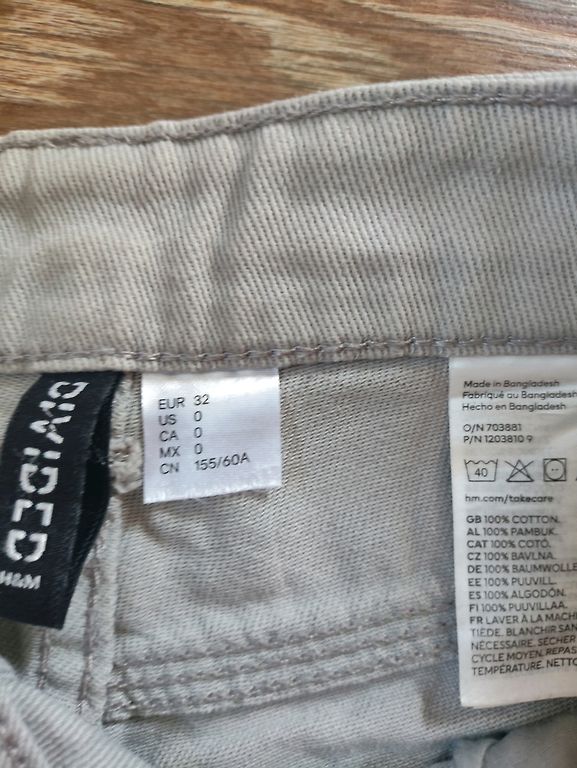 DIVIDED
H&M
EUR 32
US 0
CA 0
MX 0
CN 155/60A
Made in Bangladesh
Fabriqué au Bangladesh
Hecho en Bangladesh
O/N 703881
P/N 1203810 9
40
hm.com/takecare
GB 100% COTTON.
AL 100% PAMBUK.
CAT 100% COTÓ.
CZ 100% BAVLNA.
DE 100% BAUMWOLLE
EE 100% PUUVILL.
ES 100% ALGODÓN.
FI 100% PUUVILLAA.
FR LAVER À LA MACH
TIÈDE. BLANCHIR SAN
NÉCESSAIRE. SÉCHER
CYCLE MOYEN. REPAS
TEMPÉRATURE. NETTO